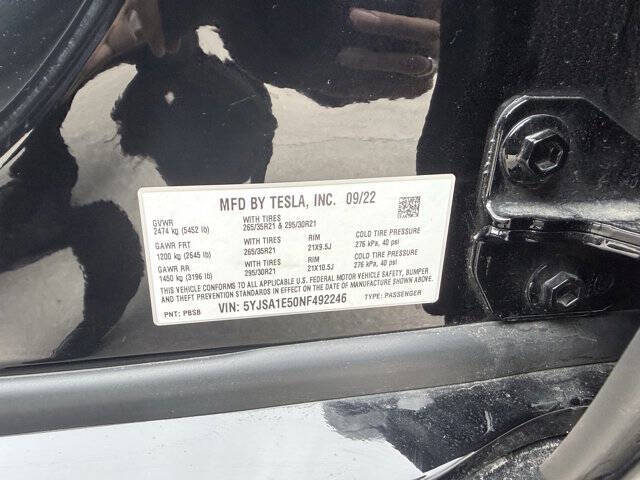 MFD BY TESLA, INC. 09/22
GVWR WITH TIRES
2474 kg (5452 lb) 265/35R21 & 295/30R21
GAWR FRT WITH TIRES RIM COLD TIRE PRESSURE
1200 kg (2645 lb) 265/35R21 21X9.5J 276 kPa, 40 psi
GAWR RR WITH TIRES RIM COLD TIRE PRESSURE
1450 kg (3196 lb) 295/30R21 21X10.5J 276 kPa, 40 psi
THIS VEHICLE CONFORMS TO ALL APPLICABLE U.S. FEDERAL MOTOR VEHICLE SAFETY, BUMPER
AND THEFT PREVENTION STANDARDS IN EFFECT ON THE DATE OF MANUFACTURE SHOWN ABOVE.
PNT: PBSB VIN: 5YJSA1E50NF492246 TYPE: PASSENGER